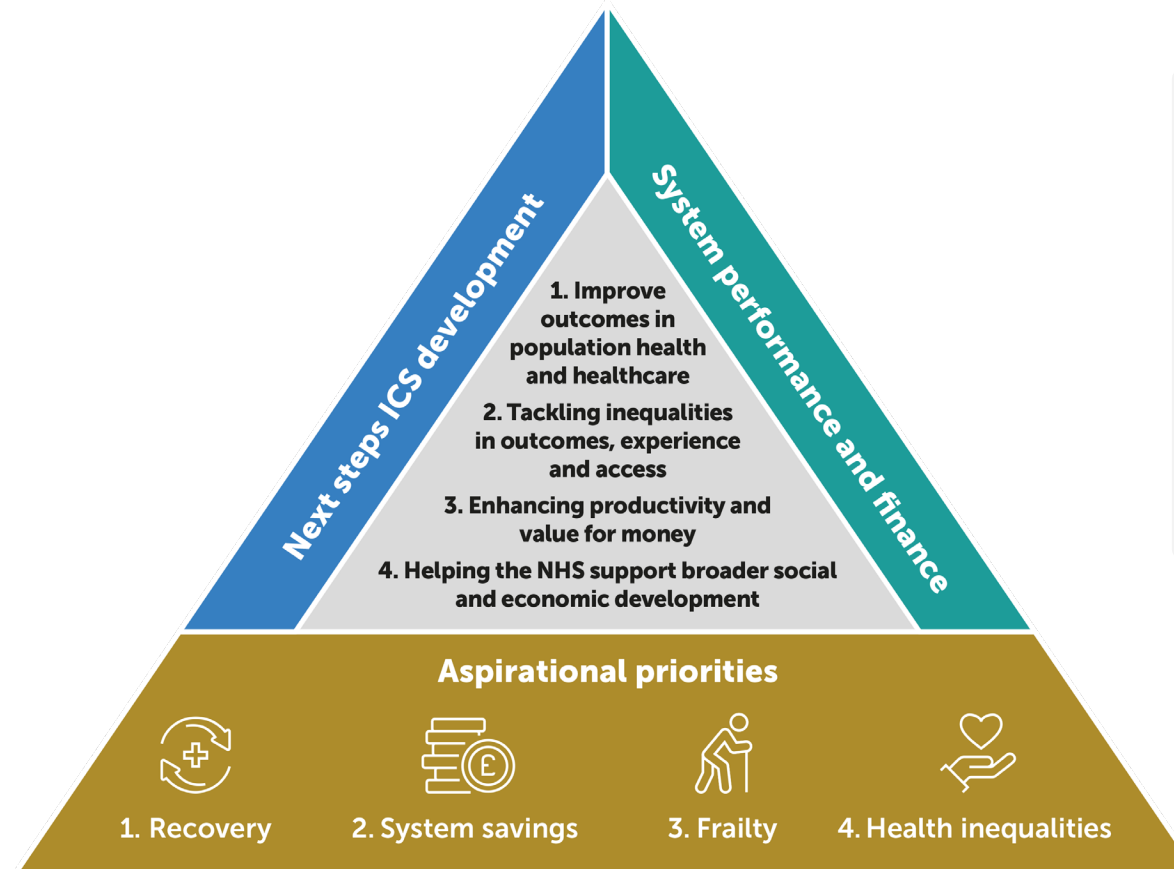 Next steps ICS development
System performance and finance
1. Improve
outcomes in
population health
and healthcare
2. Tackling inequalities
in outcomes, experience
and access
3. Enhancing productivity and
value for money
4. Helping the NHS support broader social
and economic development
Aspirational priorities
£
1. Recovery
2. System savings
3. Frailty
4. Health inequalities